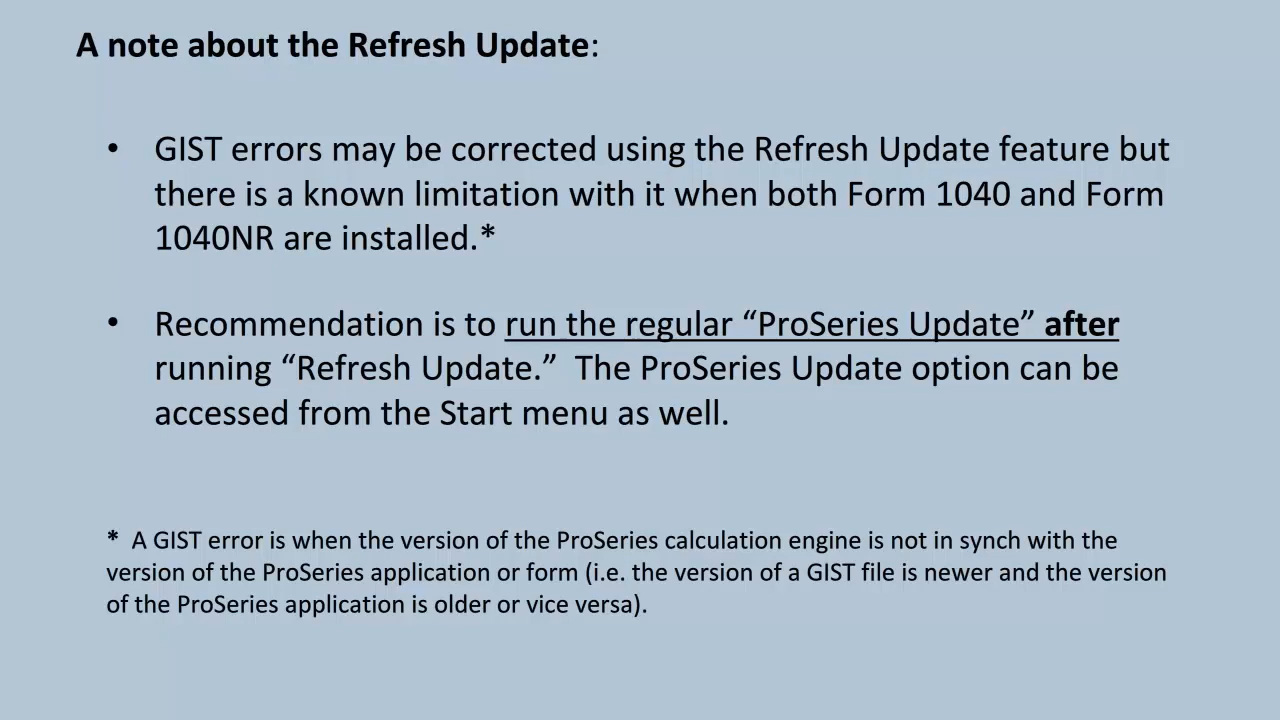 A note about the Refresh Update:
• GIST errors may be corrected using the Refresh Update feature but
there is a known limitation with it when both Form 1040 and Form
1040NR are installed.*
• Recommendation is to run the regular “ProSeries Update” after
running “Refresh Update.”  The ProSeries Update option can be
accessed from the Start menu as well.
* A GIST error is when the version of the ProSeries calculation engine is not in synch with the
version of the ProSeries application or form (i.e. the version of a GIST file is newer and the version
of the ProSeries application is older or vice versa).